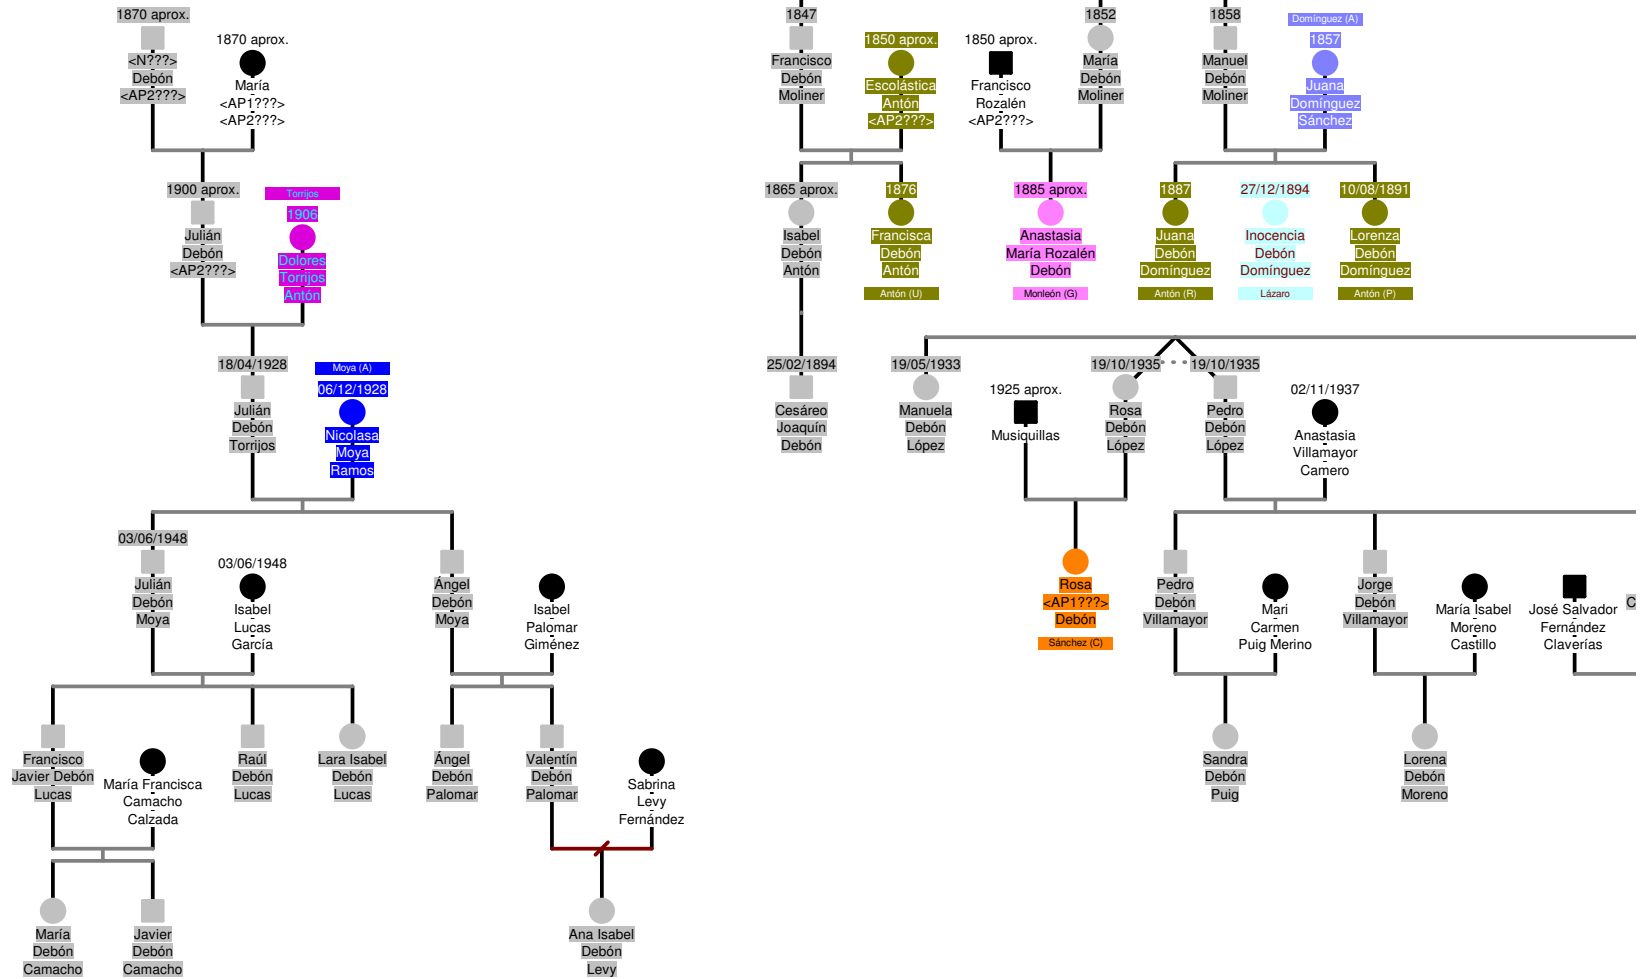 1870 aprox.
<N???>
Debón
<AP2???>
1870 aprox.
María
<AP1???>
<AP2???>
1900 aprox.
Julián
Debón
<AP2???>
Torrijos
1906
Dolores
Torrijos
Antón
18/04/1928
Julián
Debón
Torrijos
Moya (A)
06/12/1928
Nicolasa
Moya
Ramos
03/06/1948
Julián
Debón
Moya
03/06/1948
Isabel
Lucas
García
Ángel
Debón
Moya
Isabel
Palomar
Giménez
Francisco
Javier Debón
Lucas
María Francisca
Camacho
Calzada
Raúl
Debón
Lucas
Lara Isabel
Debón
Lucas
Ángel
Debón
Palomar
Valentín
Debón
Palomar
Sabrina
Levy
Fernández
María
Debón
Camacho
Javier
Debón
Camacho
Ana Isabel
Debón
Levy
1847
Francisco
Debón
Moliner
1850 aprox.
Escolástica
Antón
<AP2???>
1850 aprox.
Francisco
Rozalén
<AP2???>
1852
María
Debón
Moliner
1858
Manuel
Debón
Moliner
Domínguez (A)
1857
Juana
Domínguez
Sánchez
1865 aprox.
Isabel
Debón
Antón
1876
Francisca
Debón
Antón
Antón (U)
1885 aprox.
Anastasia
María Rozalén
Debón
Monleón (G)
1887
Juana
Debón
Domínguez
Antón (R)
27/12/1894
Inocencia
Debón
Domínguez
Lázaro
10/08/1891
Lorenza
Debón
Domínguez
Antón (P)
25/02/1894
Cesáreo
Joaquín
Debón
19/05/1933
Manuela
Debón
López
1925 aprox.
Musiquillas
19/10/1935
Rosa
Debón
López
19/10/1935
Pedro
Debón
López
02/11/1937
Anastasia
Villamayor
Camero
Rosa
<AP1???>
Debón
Sánchez (C)
Pedro
Debón
Villamayor
Mari
Carmen
Puig Merino
Jorge
Debón
Villamayor
María Isabel
Moreno
Castillo
José Salvador
Fernández
Claverías
C
Sandra
Debón
Puig
Lorena
Debón
Moreno